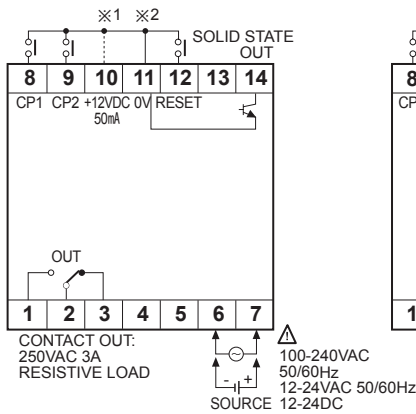 ※1 ※2
SOLID STATE
OUT
8 9 10 11 12 13 14
CP1 CP2 +12VDC 0V RESET
50mA
OUT
1 2 3 4 5 6 7
CONTACT OUT:
250VAC 3A
RESISTIVE LOAD
- +
SOURCE
100-240VAC
50/60Hz
12-24VAC 50/60Hz
12-24DC
8
CP
1